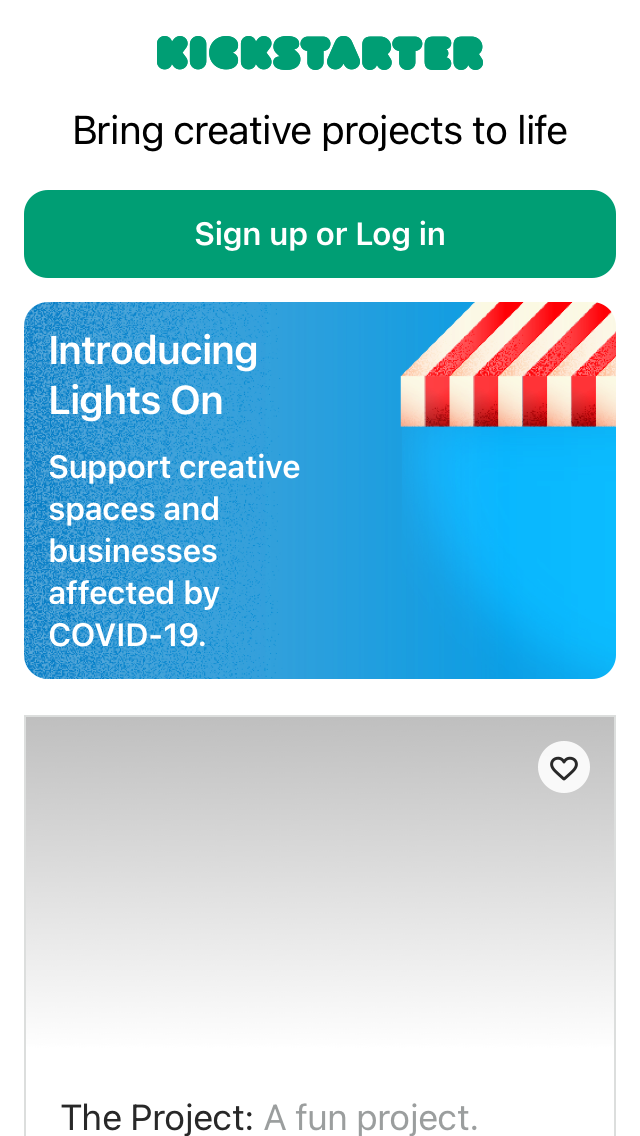 KICKSTARTER
Bring creative projects to life
Sign up or Log in
Introducing
Lights On
Support creative
spaces and
businesses
affected by
COVID-19.
The Project: A fun project.